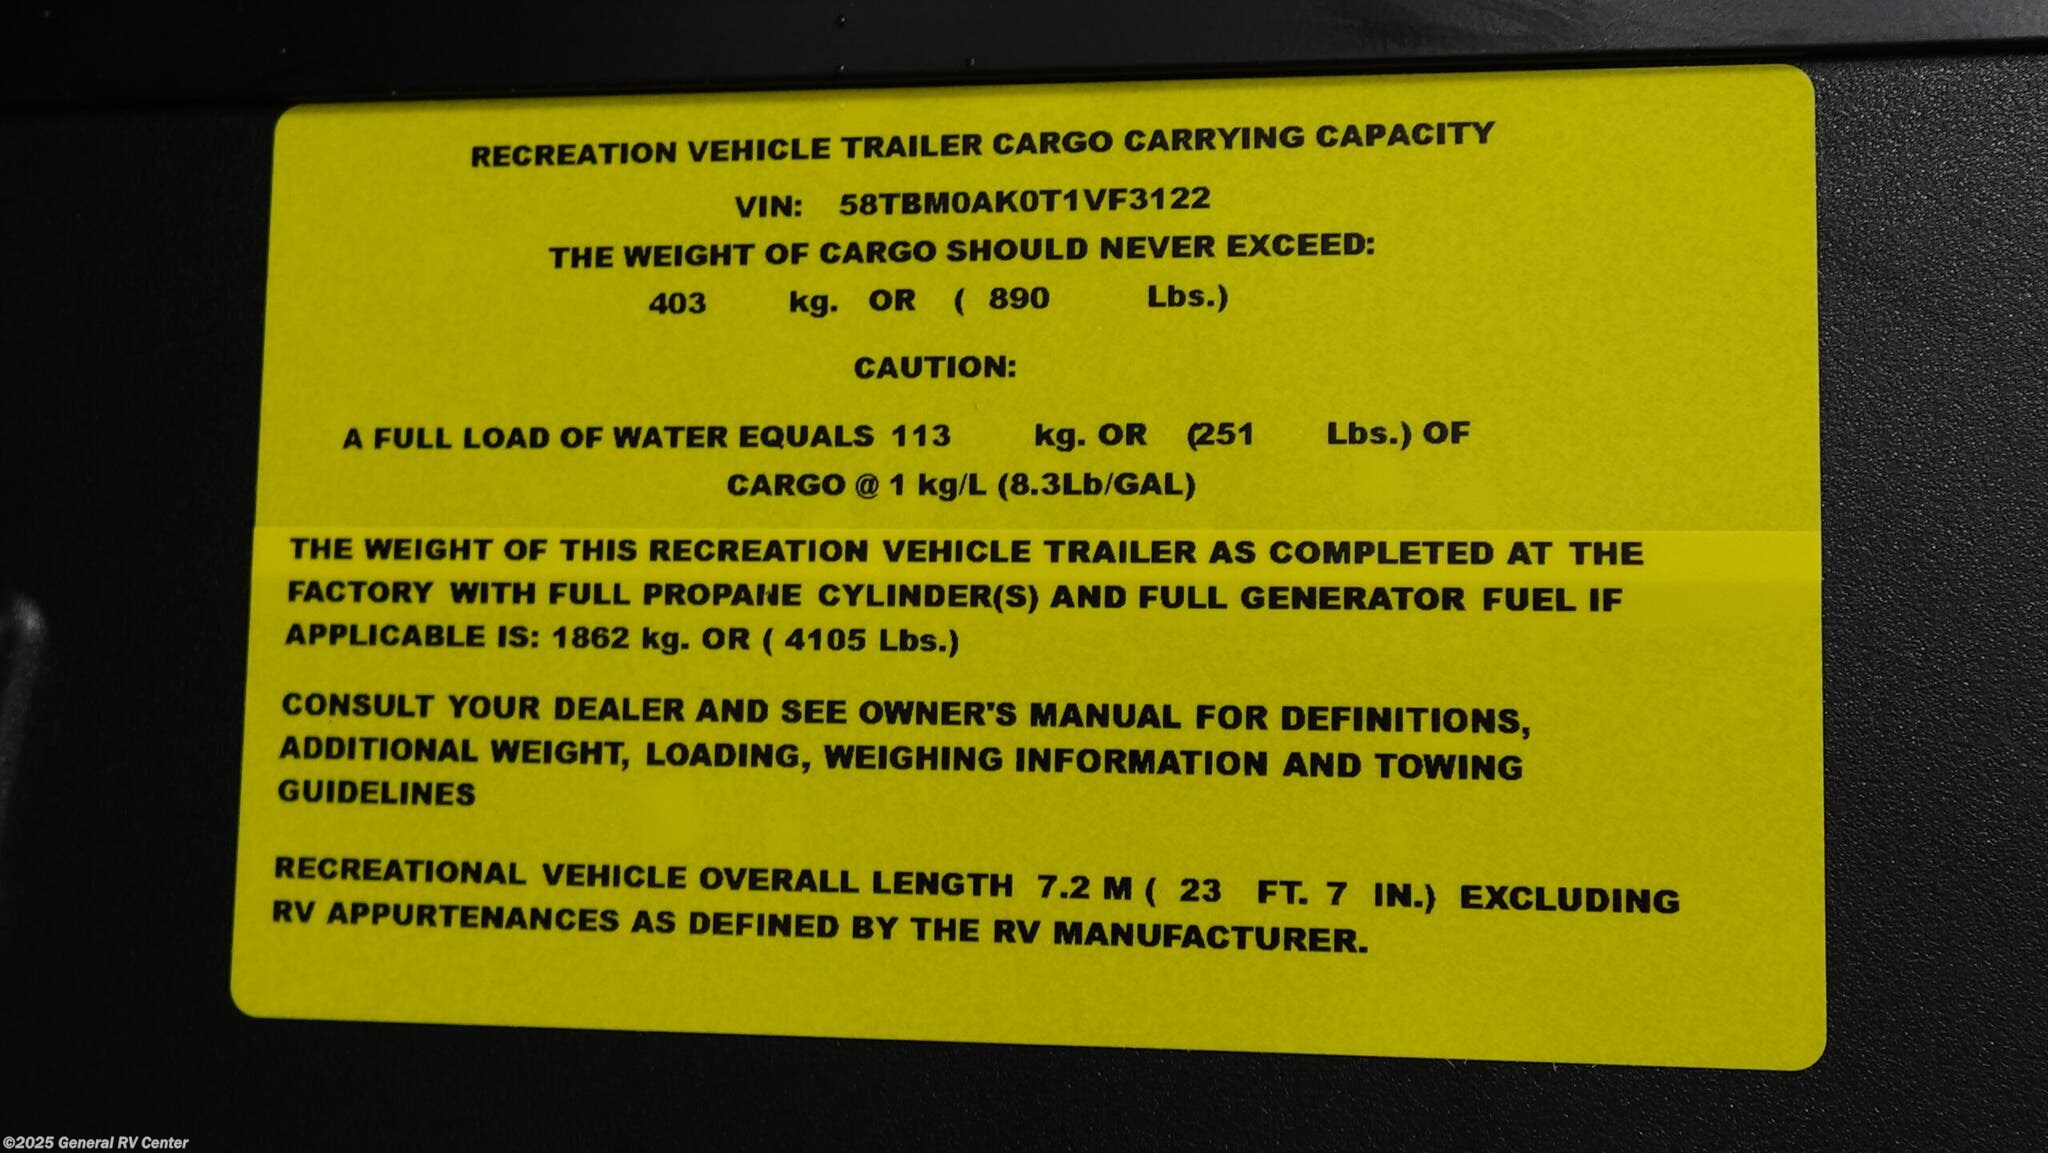 RECREATION VEHICLE TRAILER CARGO CARRYING CAPACITY
VIN: 58TBM0AK0T1VF3122
THE WEIGHT OF CARGO SHOULD NEVER EXCEED:
403 kg. OR ( 890 Lbs.)
CAUTION:
A FULL LOAD OF WATER EQUALS 113 kg. OR (251 Lbs.) OF
CARGO @ 1 kg/L (8.3Lb/GAL)
THE WEIGHT OF THIS RECREATION VEHICLE TRAILER AS COMPLETED AT THE
FACTORY WITH FULL PROPANE CYLINDER(S) AND FULL GENERATOR FUEL IF
APPLICABLE IS: 1862 kg. OR ( 4105 Lbs.)
CONSULT YOUR DEALER AND SEE OWNER'S MANUAL FOR DEFINITIONS,
ADDITIONAL WEIGHT, LOADING, WEIGHING INFORMATION AND TOWING
GUIDELINES
RECREATIONAL VEHICLE OVERALL LENGTH 7.2 M ( 23 FT. 7 IN.) EXCLUDING
RV APPURTENANCES AS DEFINED BY THE RV MANUFACTURER.
©2025 General RV Center